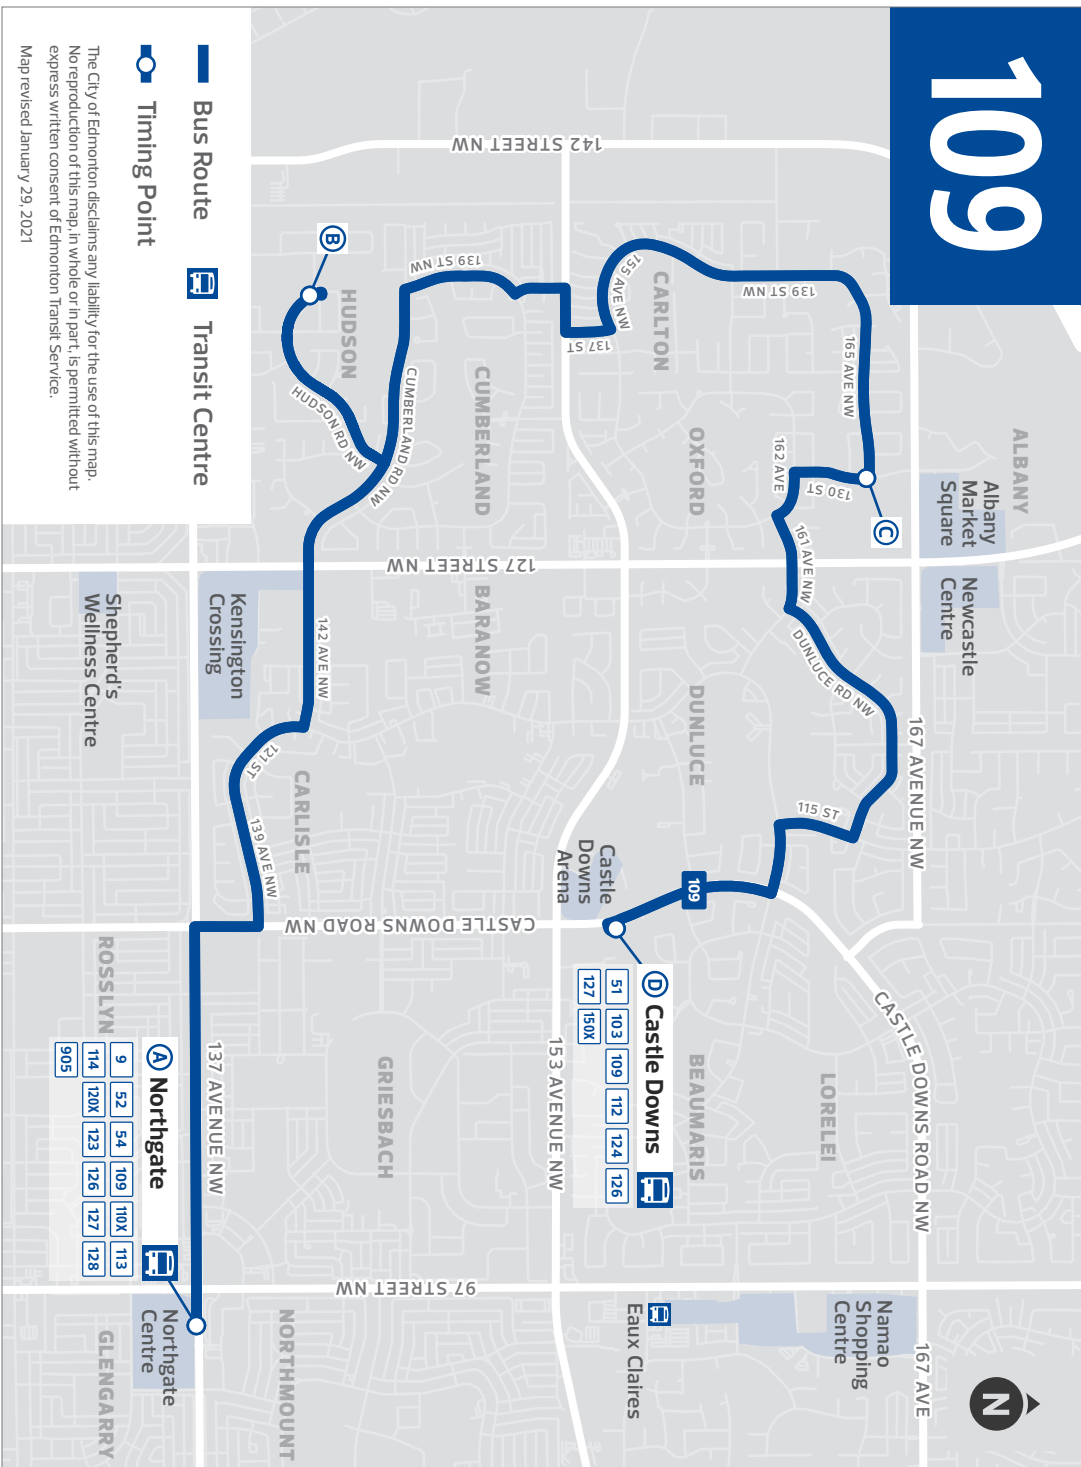 109
142 STREET NW
Bus Route
Timing Point
Transit Centre
The City of Edmonton disclaims any liability for the use of this map.
No reproduction of this map, in whole or in part, is permitted without
express written consent of Edmonton Transit Service.
Map revised January 29, 2021
B
HUDSON
HUDSON RD NW
139 ST NW
CUMBERLAND RD NW
CUMBERLAND
137 ST
155 AVE NW
CARLTON
139 ST NW
165 AVE NW
OXFORD
162 AVE
130 ST
C
161 AVE NW
ALBANY
Albany
Market
Square
Newcastle
Centre
127 STREET NW
BARANOW
142 AVE NW
Kensington
Crossing
Shepherd's
Wellness Centre
DUNLUCE RD NW
DUNLUCE
167 AVENUE NW
115 ST
121 ST
CARLISLE
139 AVE NW
Castle
Downs
Arena
109
CASTLE DOWNS ROAD NW
CASTLE DOWNS ROAD NW
D Castle Downs
51 103 109 112 124 126
127 150X
BEAUMARIS
LORELEI
153 AVENUE NW
GRIESBACH
137 AVENUE NW
ROSSLYN
A Northgate
9 52 54 109 110X 113
114 120X 123 126 127 128
905
97 STREET NW
Northgate
Centre
GLENGARRY
NORTHMOUNT
Eaux Claires
Namao
Shopping
Centre
167 AVE
N